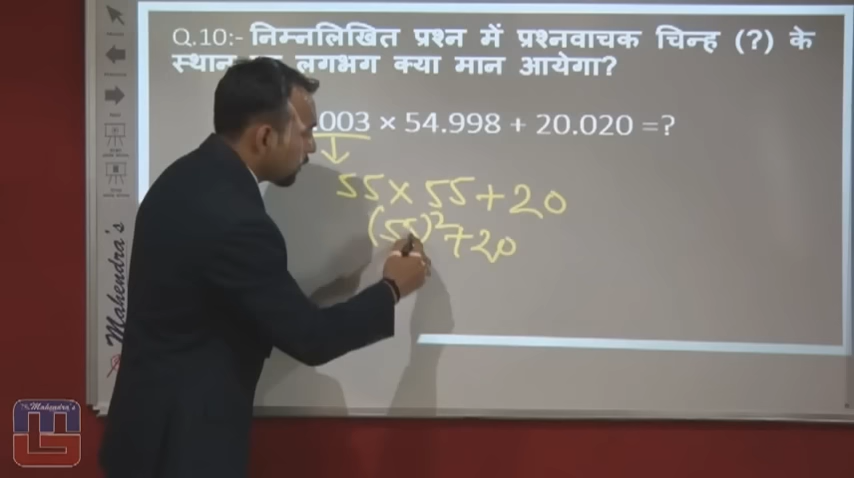 Q.10:- निम्नलिखित प्रश्न में प्रश्नवाचक चिन्ह (?) के
स्थान लगभग क्या मान आयेगा?
.003 × 54.998 + 20.020 =?
55 × 55 + 20
(55)² + 20
Mahendra's
Mahendra's